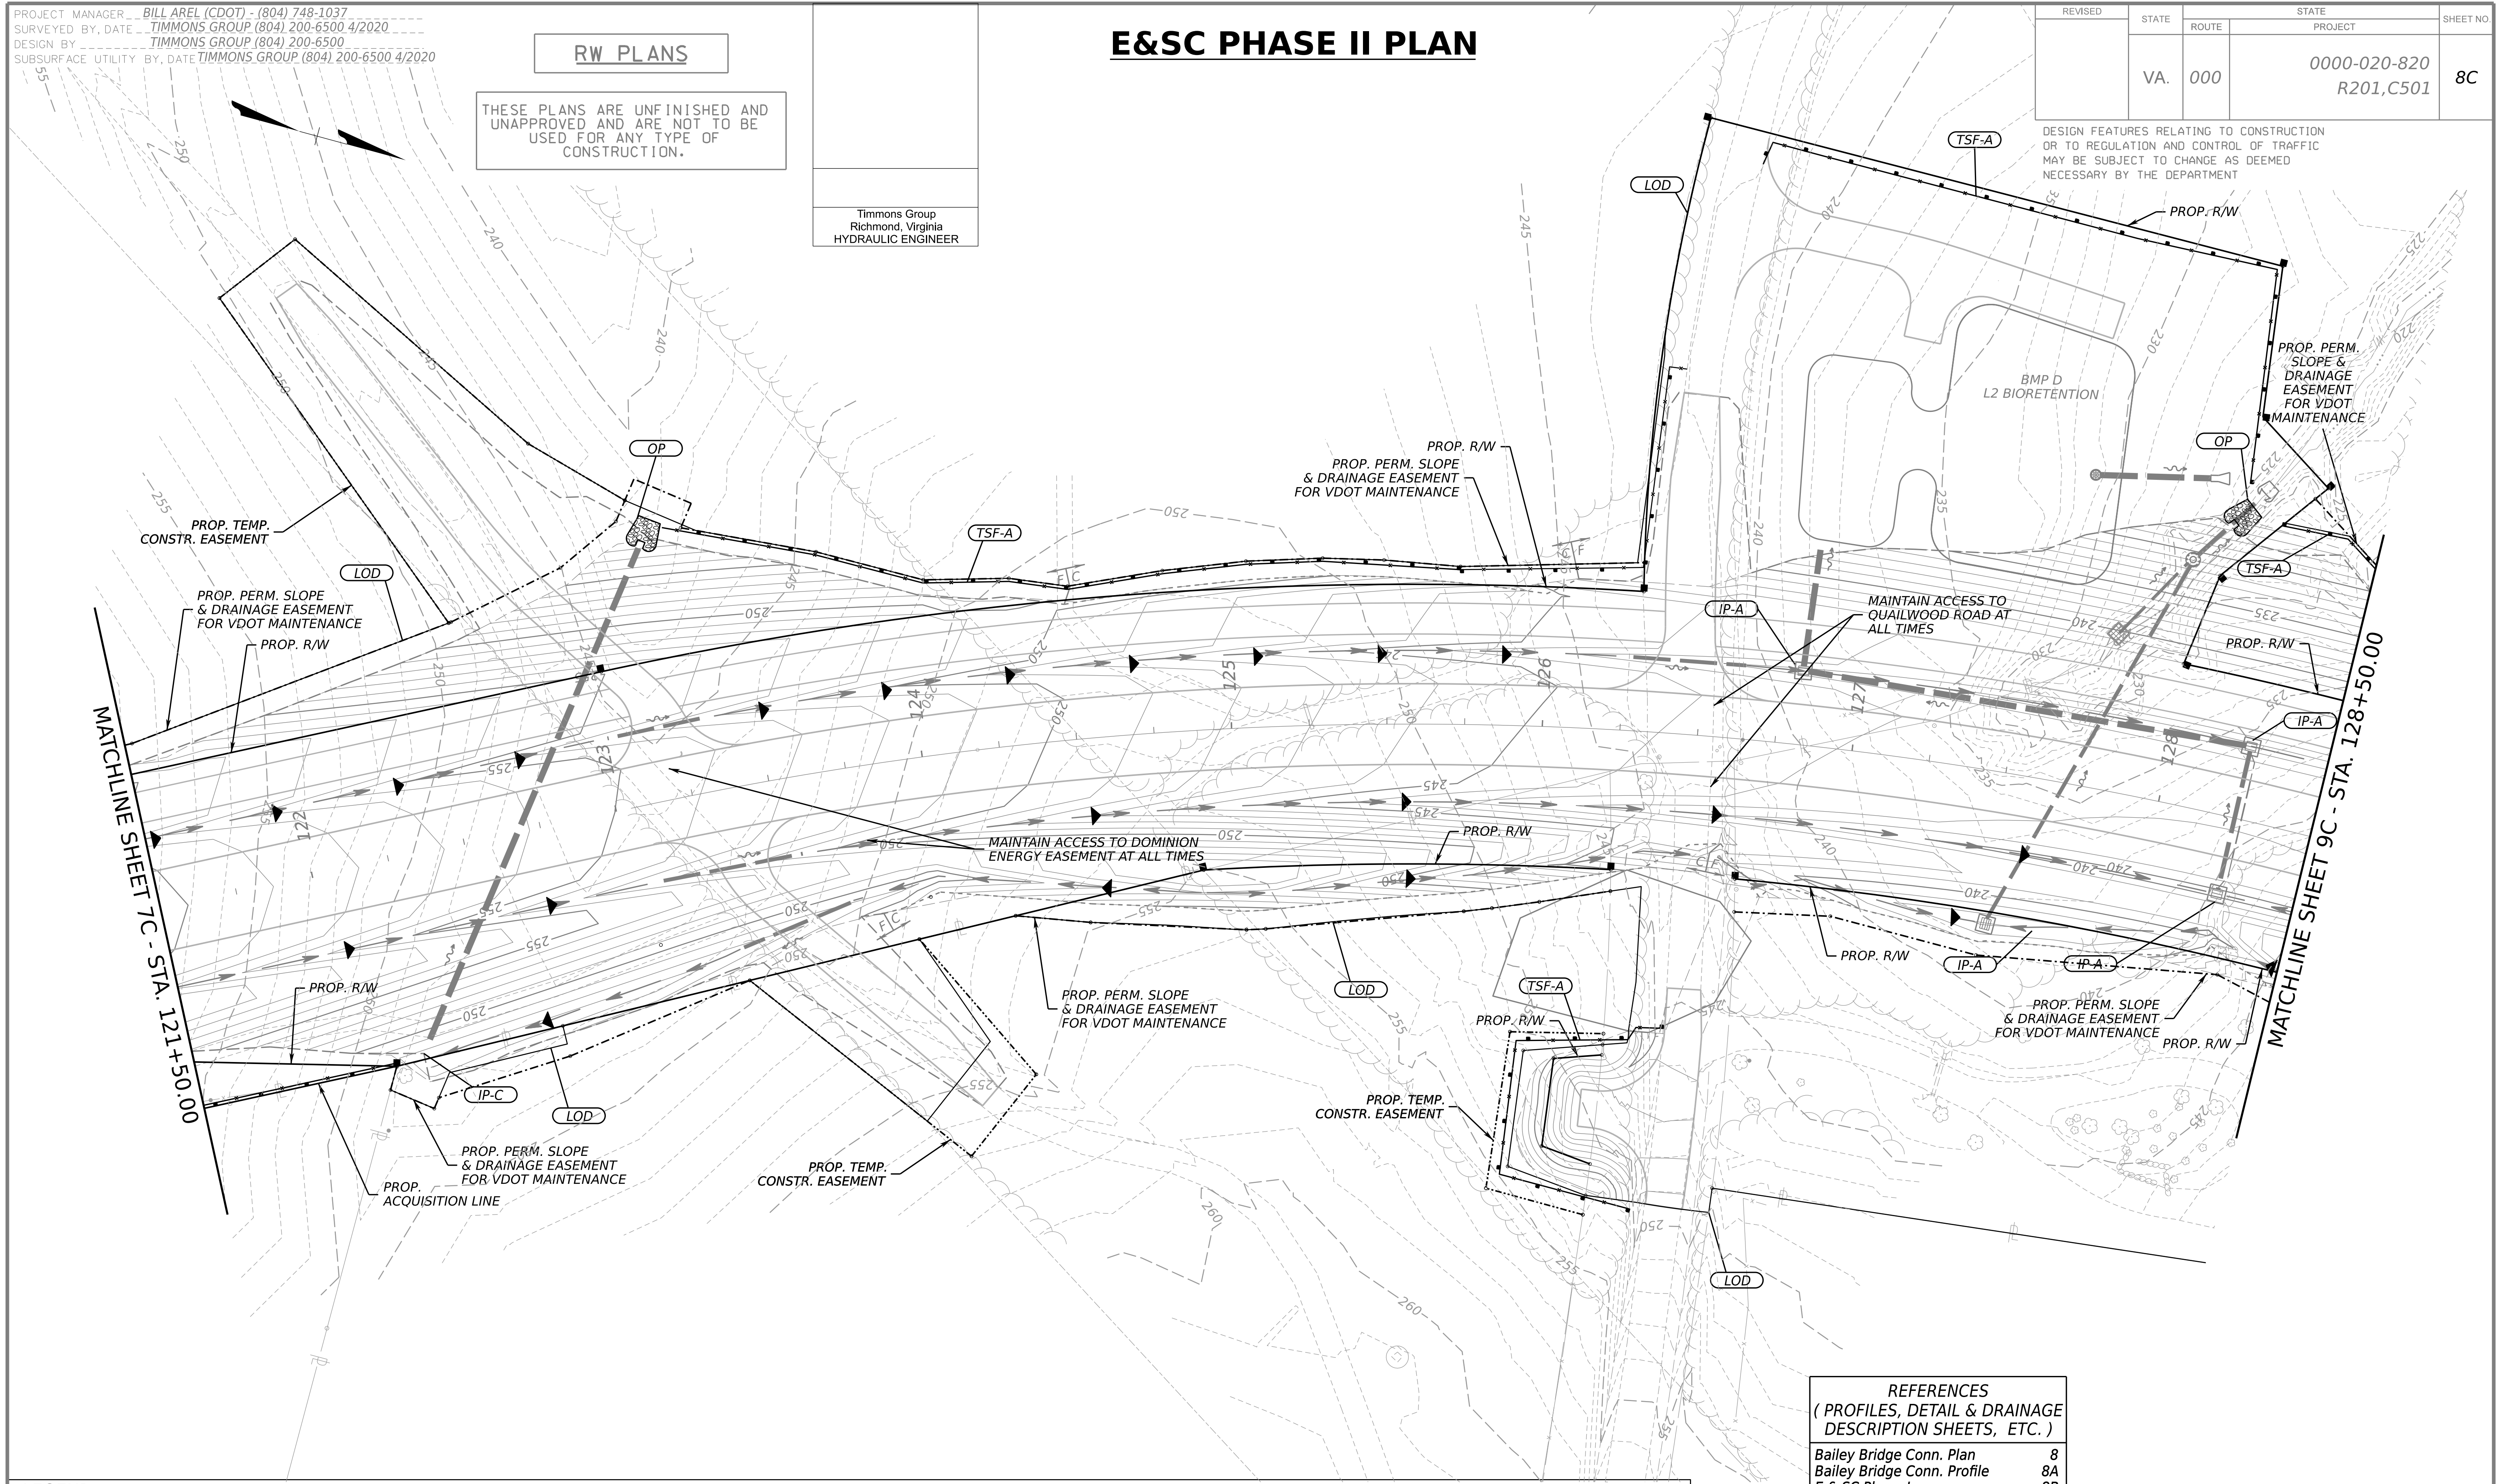 PROJECT MANAGER BILL AREL (CDOT) - (804) 748-1037
SURVEYED BY, DATE TIMMONS GROUP (804) 200-6500 4/2020
DESIGN BY TIMMONS GROUP (804) 200-6500
SUBSURFACE UTILITY BY, DATE TIMMONS GROUP (804) 200-6500 4/2020
RW PLANS
THESE PLANS ARE UNFINISHED AND
UNAPPROVED AND ARE NOT TO BE
USED FOR ANY TYPE OF
CONSTRUCTION.
Timmons Group
Richmond, Virginia
HYDRAULIC ENGINEER
E&SC PHASE II PLAN
REVISED
STATE
STATE
ROUTE
PROJECT
SHEET NO.
VA.
000
0000-020-820
R201,C501
8C
DESIGN FEATURES RELATING TO CONSTRUCTION
OR TO REGULATION AND CONTROL OF TRAFFIC
MAY BE SUBJECT TO CHANGE AS DEEMED
NECESSARY BY THE DEPARTMENT
TSF-A
LOD
PROP. R/W
PROP. PERM.
SLOPE &
DRAINAGE
EASEMENT
FOR VDOT
MAINTENANCE
BMP D
L2 BIORETENTION
OP
OP
PROP. R/W
PROP. PERM. SLOPE
& DRAINAGE EASEMENT
FOR VDOT MAINTENANCE
PROP. TEMP.
CONSTR. EASEMENT
TSF-A
LOD
TSF-A
PROP. PERM. SLOPE
& DRAINAGE EASEMENT
FOR VDOT MAINTENANCE
PROP. R/W
IP-A
MAINTAIN ACCESS TO
QUAILWOOD ROAD AT
ALL TIMES
PROP. R/W
IP-A
MATCHLINE SHEET 7C - STA. 121+50.00
MATCHLINE SHEET 9C - STA. 128+50.00
122
123
124
125
126
127
128
MAINTAIN ACCESS TO DOMINION
ENERGY EASEMENT AT ALL TIMES
PROP. R/W
PROP. R/W
IP-A
IP-A
PROP. R/W
LOD
TSF-A
PROP. R/W
PROP. PERM. SLOPE
& DRAINAGE EASEMENT
FOR VDOT MAINTENANCE
PROP. PERM. SLOPE
& DRAINAGE EASEMENT
FOR VDOT MAINTENANCE
PROP. R/W
IP-C
LOD
PROP. TEMP.
CONSTR. EASEMENT
PROP. PERM. SLOPE
& DRAINAGE EASEMENT
FOR VDOT MAINTENANCE
PROP. TEMP.
CONSTR. EASEMENT
PROP.
ACQUISITION LINE
LOD
REFERENCES
( PROFILES, DETAIL & DRAINAGE
DESCRIPTION SHEETS, ETC. )
Bailey Bridge Conn. Plan 8
Bailey Bridge Conn. Profile 8A